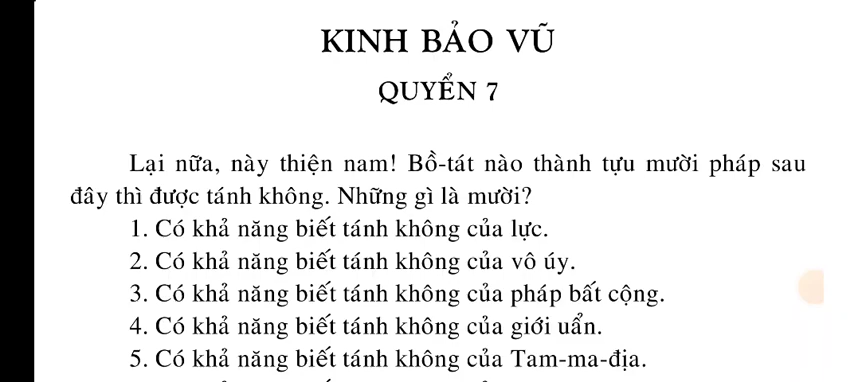 KINH BẢO VŨ
QUYỂN 7
Lại nữa, này thiện nam! Bồ-tát nào thành tựu mười pháp sau
đây thì được tánh không. Những gì là mười?
1. Có khả năng biết tánh không của lực.
2. Có khả năng biết tánh không của vô úy.
3. Có khả năng biết tánh không của pháp bất cộng.
4. Có khả năng biết tánh không của giới uẩn.
5. Có khả năng biết tánh không của Tam-ma-địa.